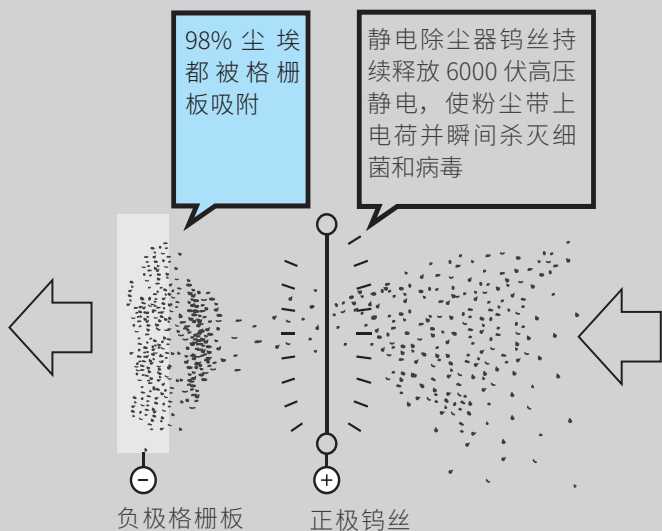 98% 尘 埃
都 被 格 栅
板吸附
静电除尘器钨丝持
续释放 6000 伏高压
静电，使粉尘带上
电荷并瞬间杀灭细
菌和病毒
− +
负极格栅板 正极钨丝